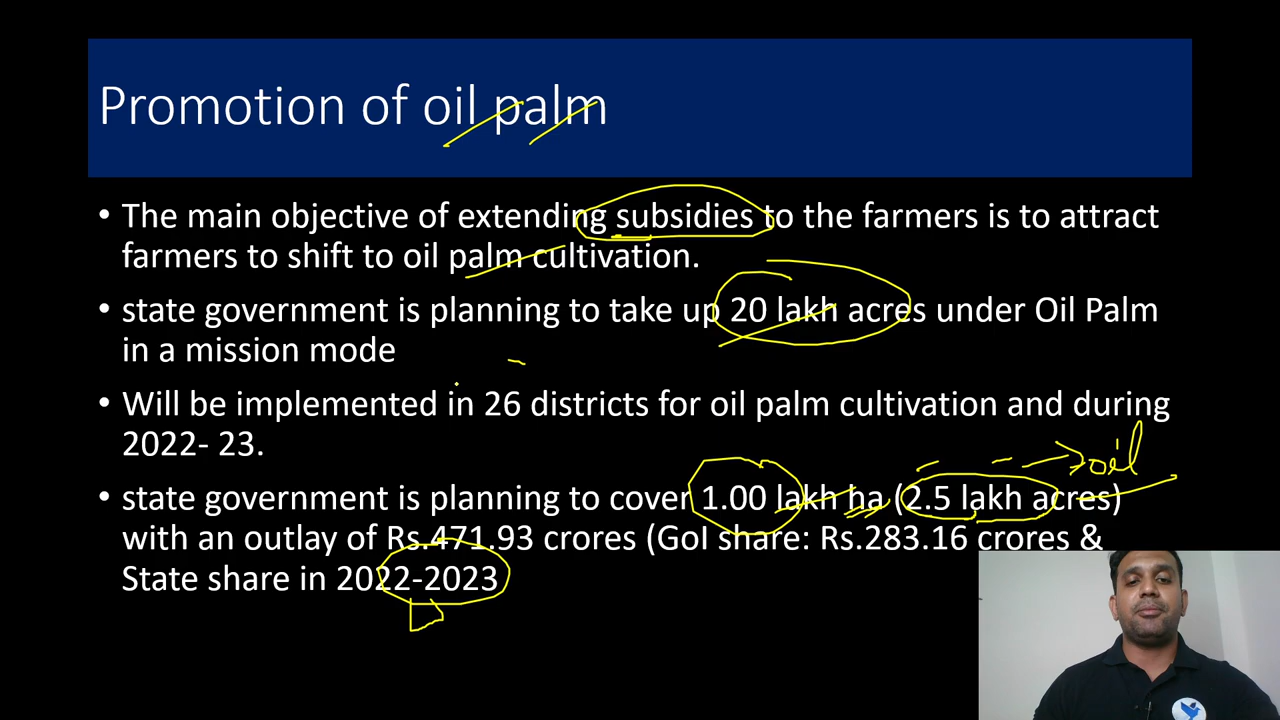 Promotion of oil palm
• The main objective of extending subsidies to the farmers is to attract
farmers to shift to oil palm cultivation.
• state government is planning to take up 20 lakh acres under Oil Palm
in a mission mode
• Will be implemented in 26 districts for oil palm cultivation and during
2022- 23.
oil
• state government is planning to cover 1.00 lakh ha (2.5 lakh acres)
with an outlay of Rs.471.93 crores (GoI share: Rs.283.16 crores &
State share in 2022-2023